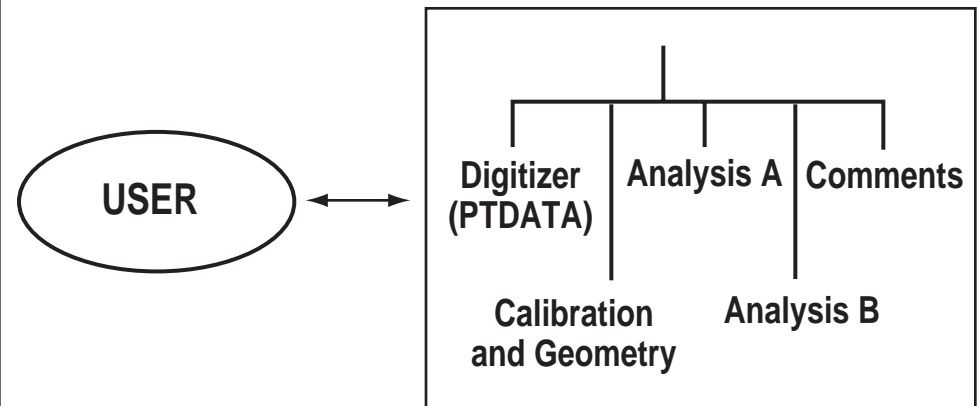 USER
Digitizer
(PTDATA)
Analysis A
Comments
Calibration
and Geometry
Analysis B